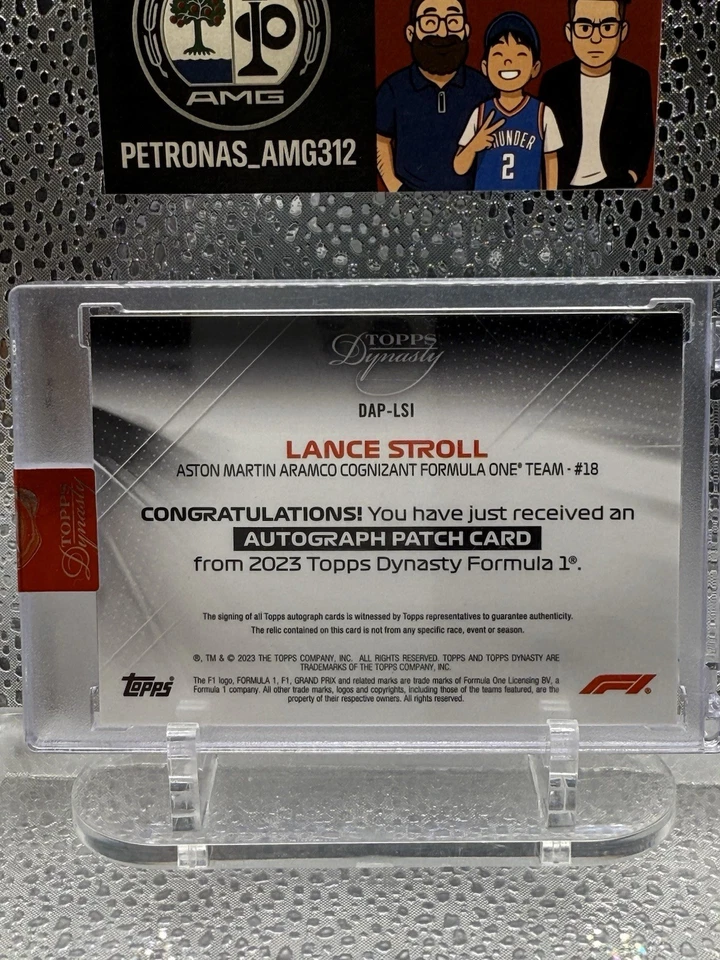 AMG
PETRONAS_AMG312
THUNDER
2
TOPPS
Dynasty
DAP-LSI
LANCE STROLL
ASTON MARTIN ARAMCO COGNIZANT FORMULA ONE® TEAM - #18
CONGRATULATIONS! You have just received an
AUTOGRAPH PATCH CARD
from 2023 Topps Dynasty Formula 1®.
The signing of all Topps autograph cards is witnessed by Topps representatives to guarantee authenticity.
The relic contained on this card is not from any specific race, event or season.
®, TM & © 2023 THE TOPPS COMPANY, INC. ALL RIGHTS RESERVED. TOPPS AND TOPPS DYNASTY ARE
TRADEMARKS OF THE TOPPS COMPANY, INC.
The F1 logo, FORMULA 1, F1, GRAND PRIX and related marks are trade marks of Formula One Licensing BV, a
Formula 1 company. All other trade marks, logos and copyrights, including those of the teams featured, are the
property of their respective owners. All rights reserved.
topps®
F1®
TOPPS
Dynasty